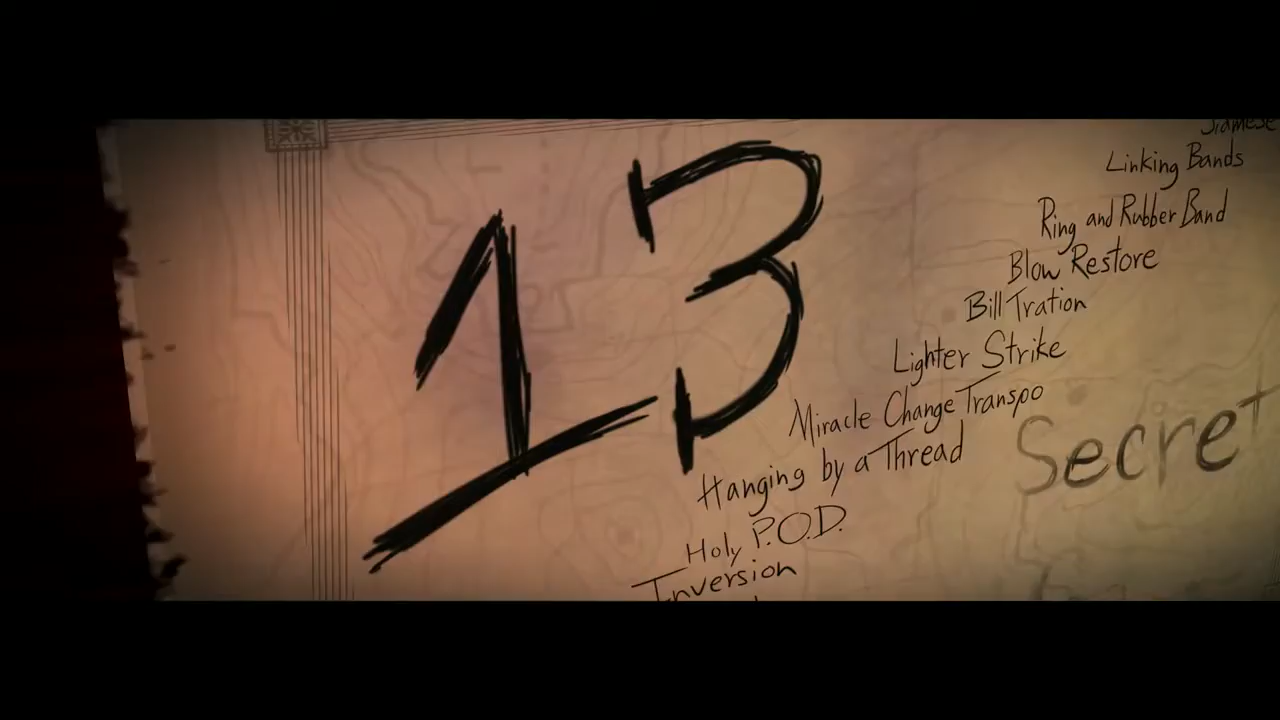 13
Siamese
Linking Bands
Ring and Rubber Band
Blow Restore
Bill Tration
Lighter Strike
Miracle Change Transpo
Hanging by a Thread
Holy P.O.D.
Inversion
Secret